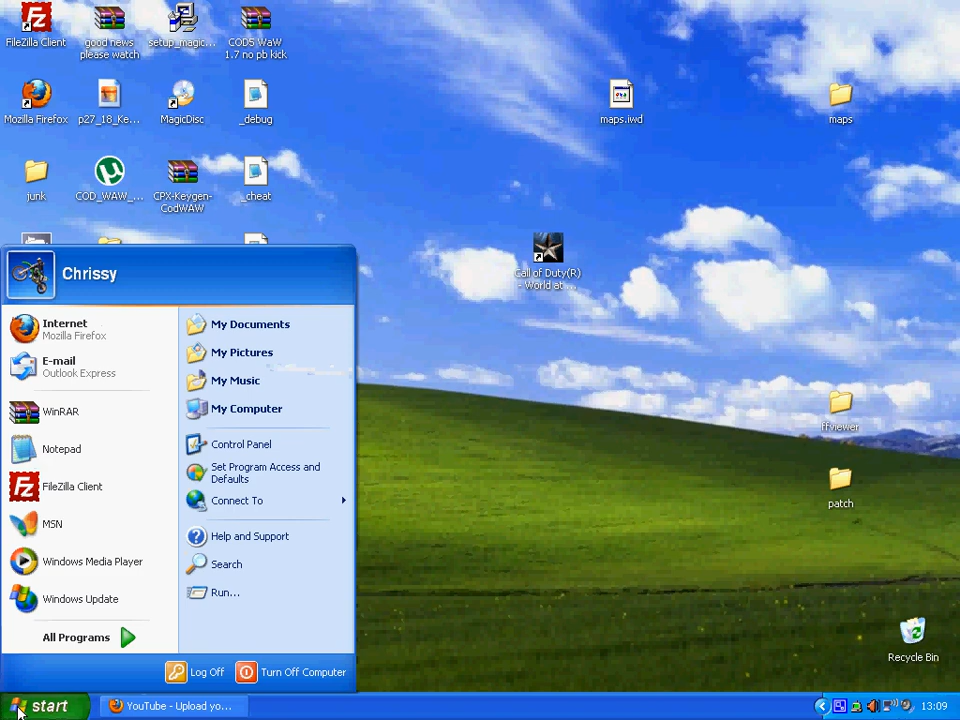 FileZilla Client
good news
please watch
setup_magic...
COD5 WaW
1.7 no pb kick
Mozilla Firefox
p27_18_Ke...
MagicDisc
_debug
maps.iwd
maps
junk
COD_WAW_...
CPX-Keygen-
CodWAW
_cheat
Call of Duty(R)
- World at ...
Chrissy
Internet
Mozilla Firefox
E-mail
Outlook Express
WinRAR
Notepad
FileZilla Client
MSN
Windows Media Player
Windows Update
All Programs
My Documents
My Pictures
My Music
My Computer
Control Panel
Set Program Access and
Defaults
Connect To
Help and Support
Search
Run...
Log Off
Turn Off Computer
ffviewer
patch
Recycle Bin
start
YouTube - Upload yo...
13:09